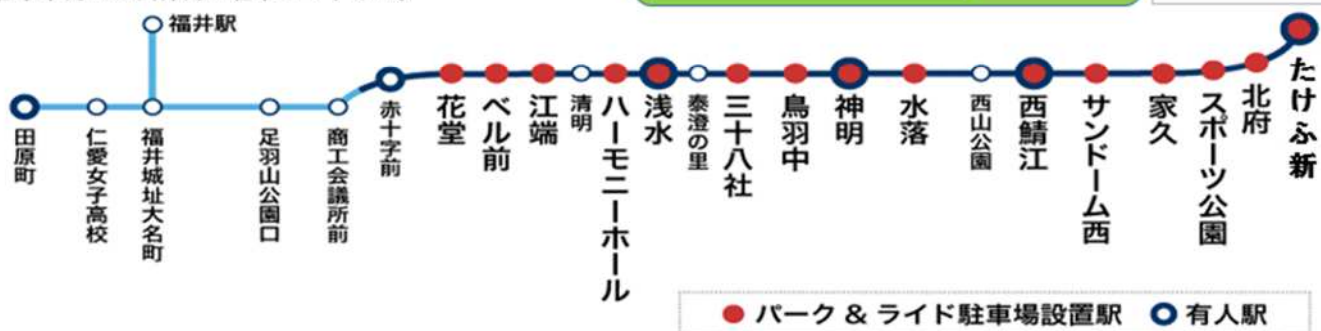 福井駅
田原町
仁愛女子高校
福井城址大名町
足羽山公園口
商工会議所前
赤十字前
花堂
ベル前
江端
清明
ハーモニーホール
浅水
泰澄の里
三十八社
鳥羽中
神明
水落
西山公園
西鯖江
サンドーム西
家久
スポーツ公園
北府
たけふ新
パーク & ライド駐車場設置駅
有人駅